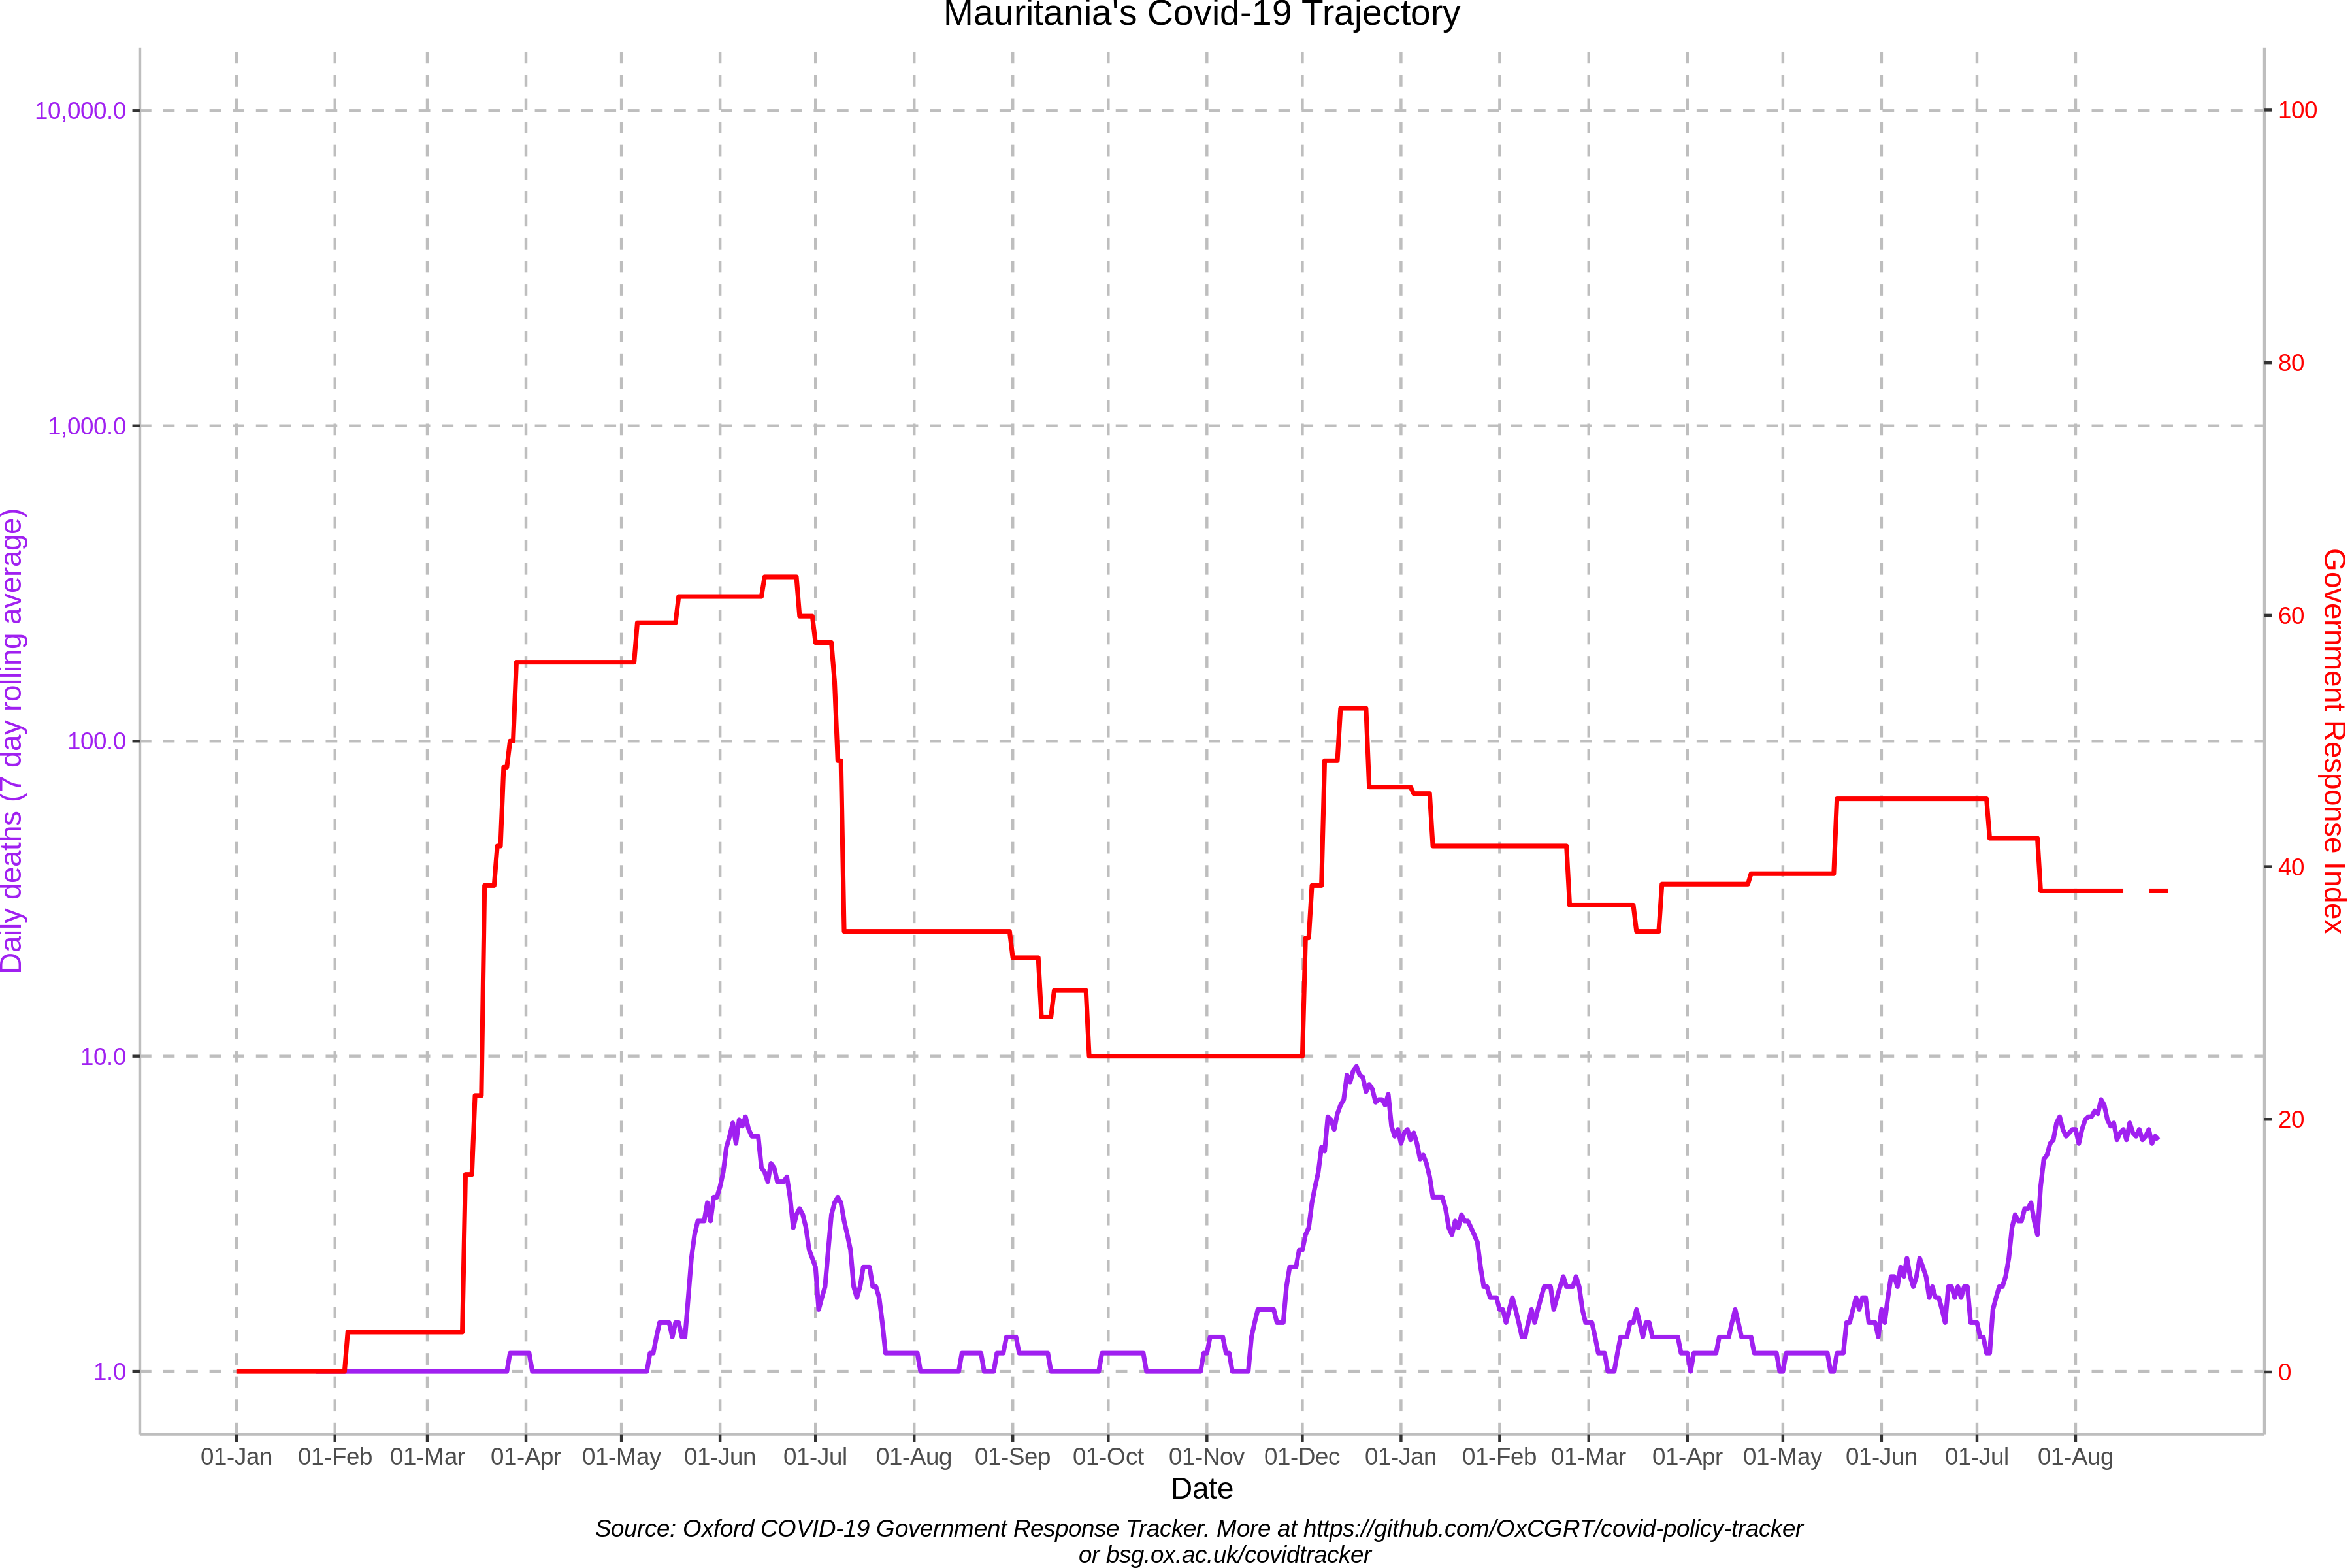 Mauritania's Covid-19 Trajectory
10,000.0
1,000.0
100.0
10.0
1.0
Daily deaths (7 day rolling average)
100
80
60
40
20
0
Government Response Index
01-Jan 01-Feb 01-Mar 01-Apr 01-May 01-Jun 01-Jul 01-Aug 01-Sep 01-Oct 01-Nov 01-Dec 01-Jan 01-Feb 01-Mar 01-Apr 01-May 01-Jun 01-Jul 01-Aug
Date
Source: Oxford COVID-19 Government Response Tracker. More at https://github.com/OxCGRT/covid-policy-tracker
or bsg.ox.ac.uk/covidtracker